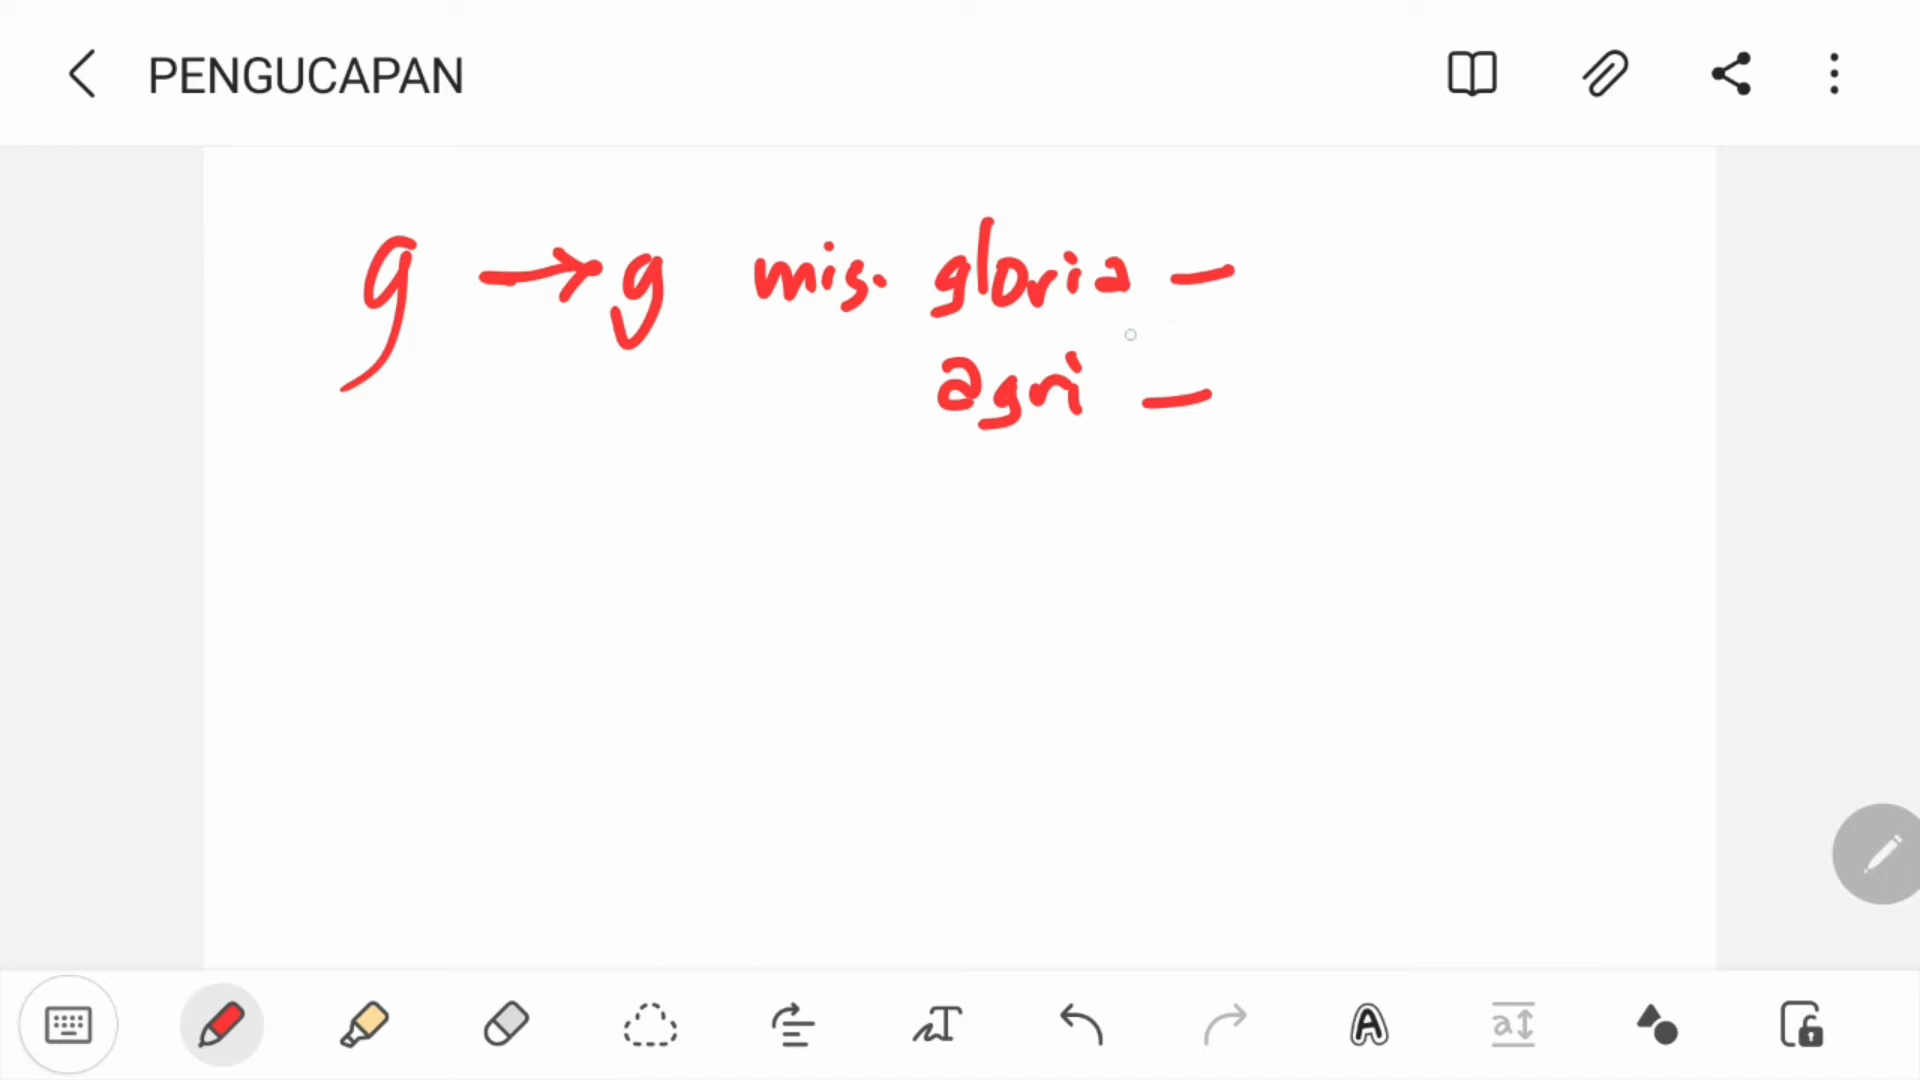 PENGUCAPAN
g → g mis. gloria -
agri -